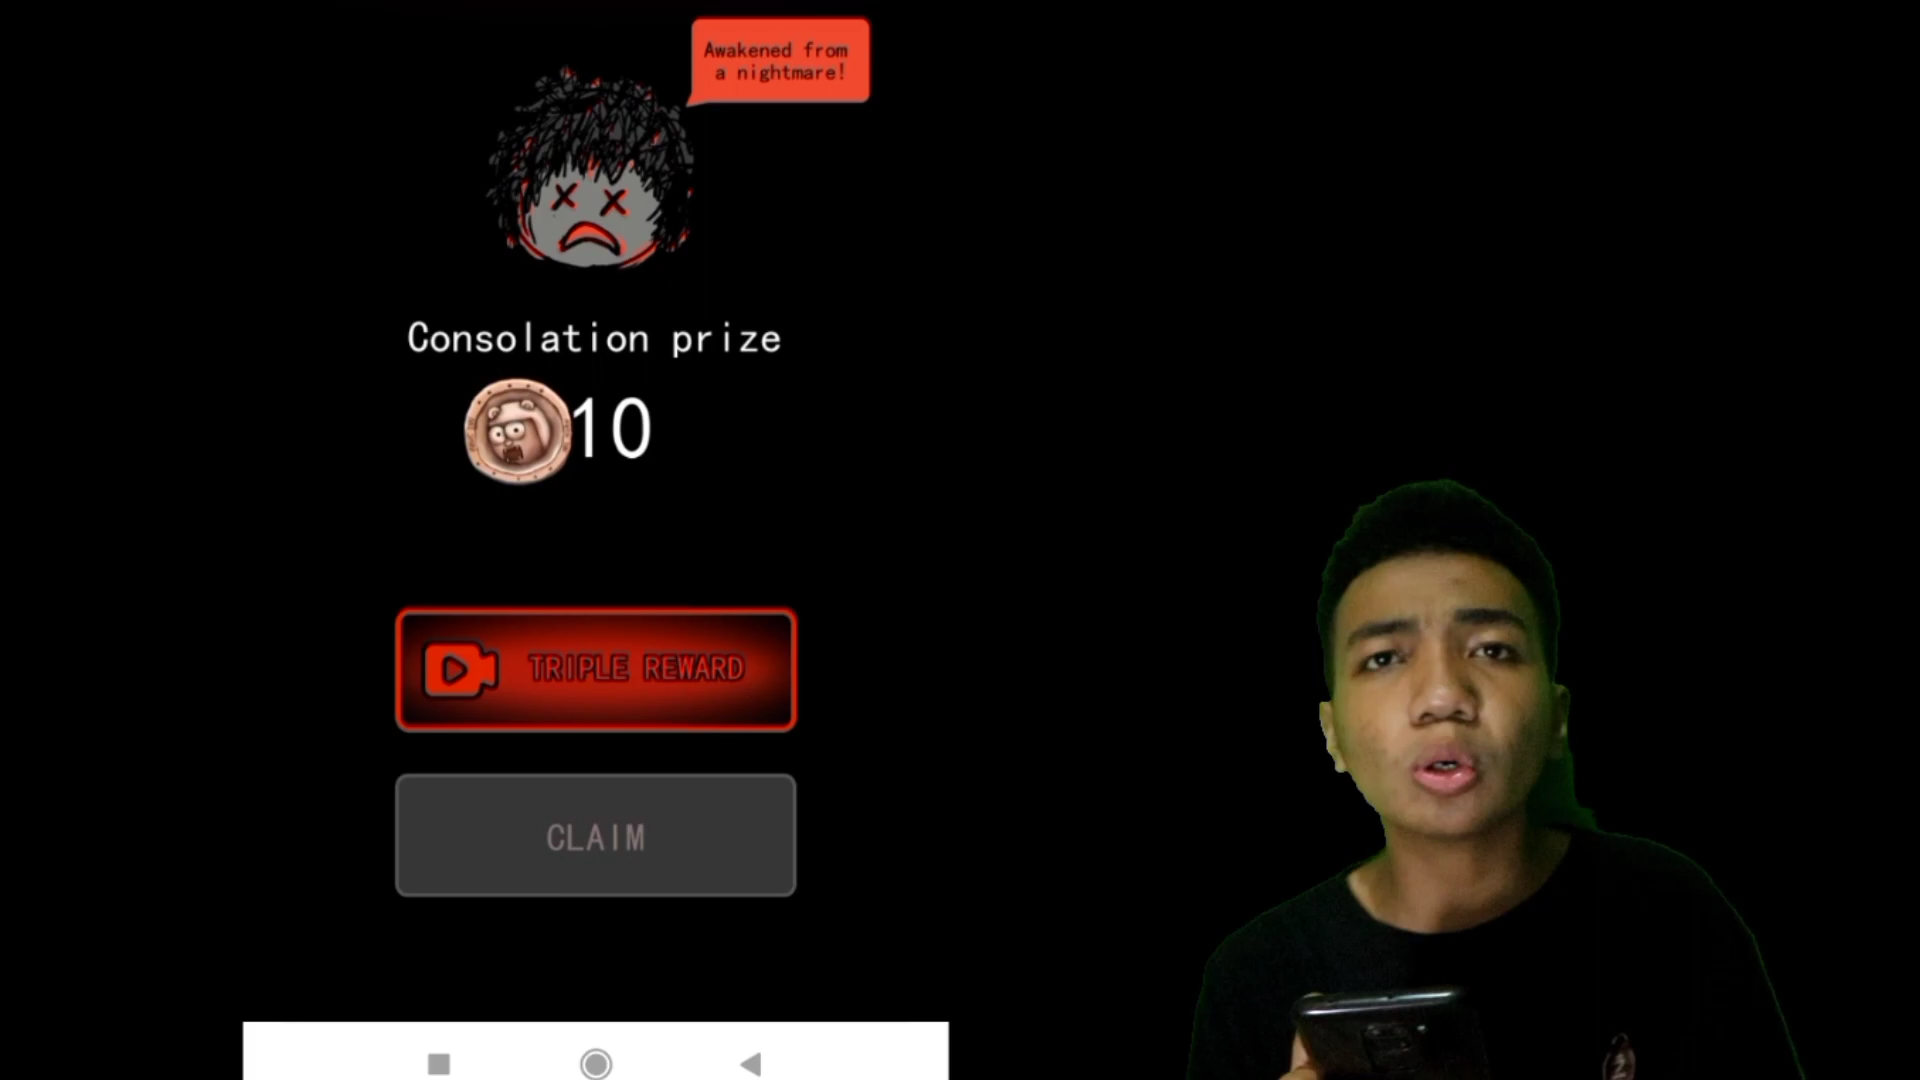 Awakened from
a nightmare!
Consolation prize
10
TRIPLE REWARD
CLAIM